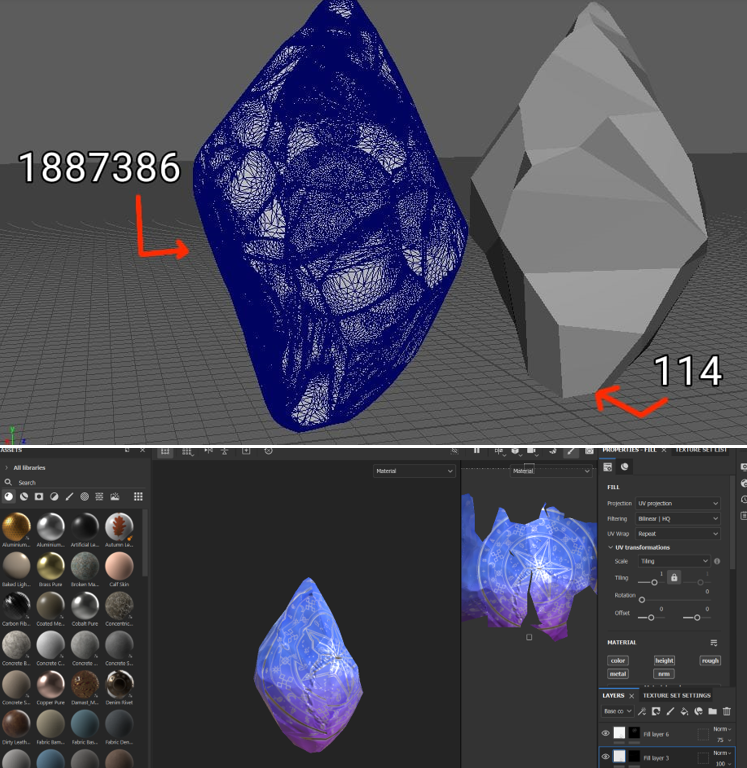 1887386
114
y
z
ASSETS
PROPERTIES - FILL
TEXTURE SET LIST
All libraries
Search
Material
Material
FILL
Projection
UV projection
Filtering
Bilinear | HQ
UV Wrap
Repeat
UV transformations
Scale
Tiling
Tiling
1
1
Rotation
0
Offset
0
0
Aluminium...
Aluminium...
Artificial Le...
Autumn Le...
Baked Ligh...
Brass Pure
Broken Ma...
Calf Skin
Carbon Fib...
Coated Me...
Cobalt Pure
Concentric...
Concrete B...
Concrete C...
Concrete ...
Concrete S...
Concrete S...
Copper Pure
Damast_M...
Denim Rivet
Dirty Leath...
Fabric Bam...
Fabric Bas...
Fabric Den...
MATERIAL
color
height
rough
metal
nrm
LAYERS
TEXTURE SET SETTINGS
Base co
Fill layer 6
Norm
75
Fill layer 3
Norm
100